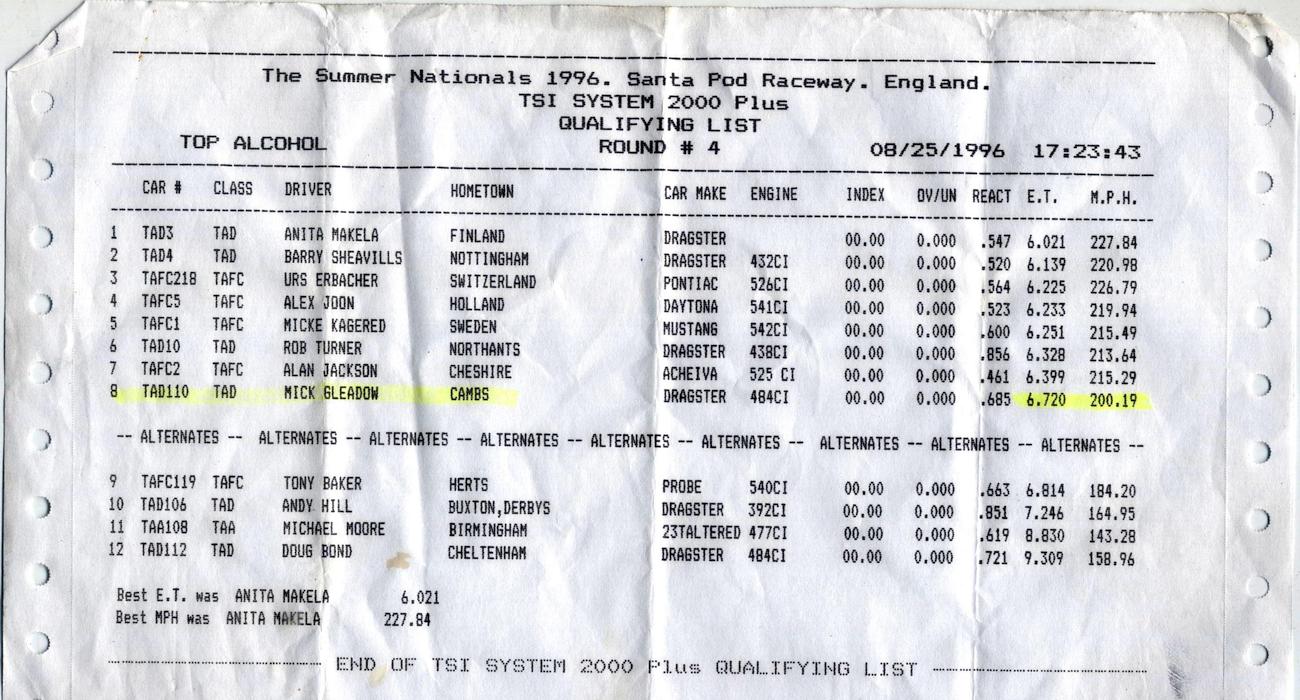 The Summer Nationals 1996. Santa Pod Raceway. England.
TSI SYSTEM 2000 Plus
QUALIFYING LIST
TOP ALCOHOL ROUND # 4 08/25/1996 17:23:43
CAR # CLASS DRIVER HOMETOWN CAR MAKE ENGINE INDEX OV/UN REACT E.T. M.P.H.
1 TAD3 TAD ANITA MAKELA FINLAND DRAGSTER 00.00 0.000 .547 6.021 227.84
2 TAD4 TAD BARRY SHEAVILLS NOTTINGHAM DRAGSTER 432CI 00.00 0.000 .520 6.139 220.98
3 TAFC218 TAFC URS ERBACHER SWITZERLAND PONTIAC 526CI 00.00 0.000 .564 6.225 226.79
4 TAFC5 TAFC ALEX JOON HOLLAND DAYTONA 541CI 00.00 0.000 .523 6.233 219.94
5 TAFC1 TAFC MICKE KAGERED SWEDEN MUSTANG 542CI 00.00 0.000 .600 6.251 215.49
6 TAD10 TAD ROB TURNER NORTHANTS DRAGSTER 438CI 00.00 0.000 .856 6.328 213.64
7 TAFC2 TAFC ALAN JACKSON CHESHIRE ACHEIVA 525 CI 00.00 0.000 .461 6.399 215.29
8 TAD110 TAD MICK GLEADOW CAMBS DRAGSTER 484CI 00.00 0.000 .685 6.720 200.19
-- ALTERNATES -- ALTERNATES -- ALTERNATES -- ALTERNATES -- ALTERNATES -- ALTERNATES -- ALTERNATES -- ALTERNATES -- ALTERNATES --
9 TAFC119 TAFC TONY BAKER HERTS PROBE 540CI 00.00 0.000 .663 6.814 184.20
10 TAD106 TAD ANDY HILL BUXTON,DERBYS DRAGSTER 392CI 00.00 0.000 .851 7.246 164.95
11 TAA108 TAA MICHAEL MOORE BIRMINGHAM 23TALTERED 477CI 00.00 0.000 .619 8.830 143.28
12 TAD112 TAD DOUG BOND CHELTENHAM DRAGSTER 484CI 00.00 0.000 .721 9.309 158.96
Best E.T. was ANITA MAKELA 6.021
Best MPH was ANITA MAKELA 227.84
END OF TSI SYSTEM 2000 Plus QUALIFYING LIST